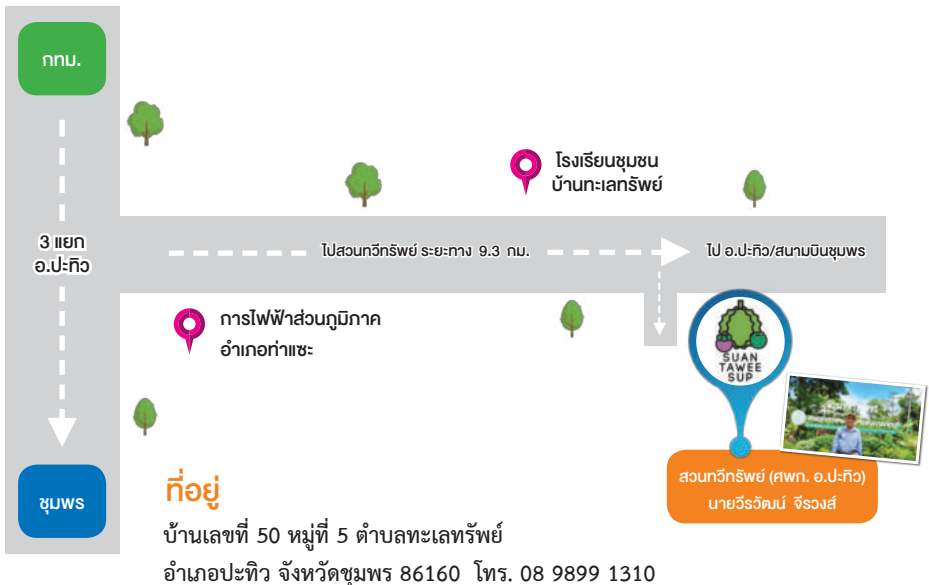 กทม.
โรงเรียนชุมชน
บ้านทะเลทรัพย์
3 แยก
อ.ปะทิว
ไปสวนทวีทรัพย์ ระยะทาง 9.3 กม.
ไป อ.ปะทิว/สนามบินชุมพร
การไฟฟ้าส่วนภูมิภาค
อำเภอท่าแซะ
SUAN
TAWEE
SUP
สวนทวีทรัพย์ (ศพก. อ.ปะทิว)
นายวีรวัฒน์ จีรวงส์
ชุมพร
ที่อยู่
บ้านเลขที่ 50 หมู่ที่ 5 ตำบลทะเลทรัพย์
อำเภอปะทิว จังหวัดชุมพร 86160 โทร. 08 9899 1310